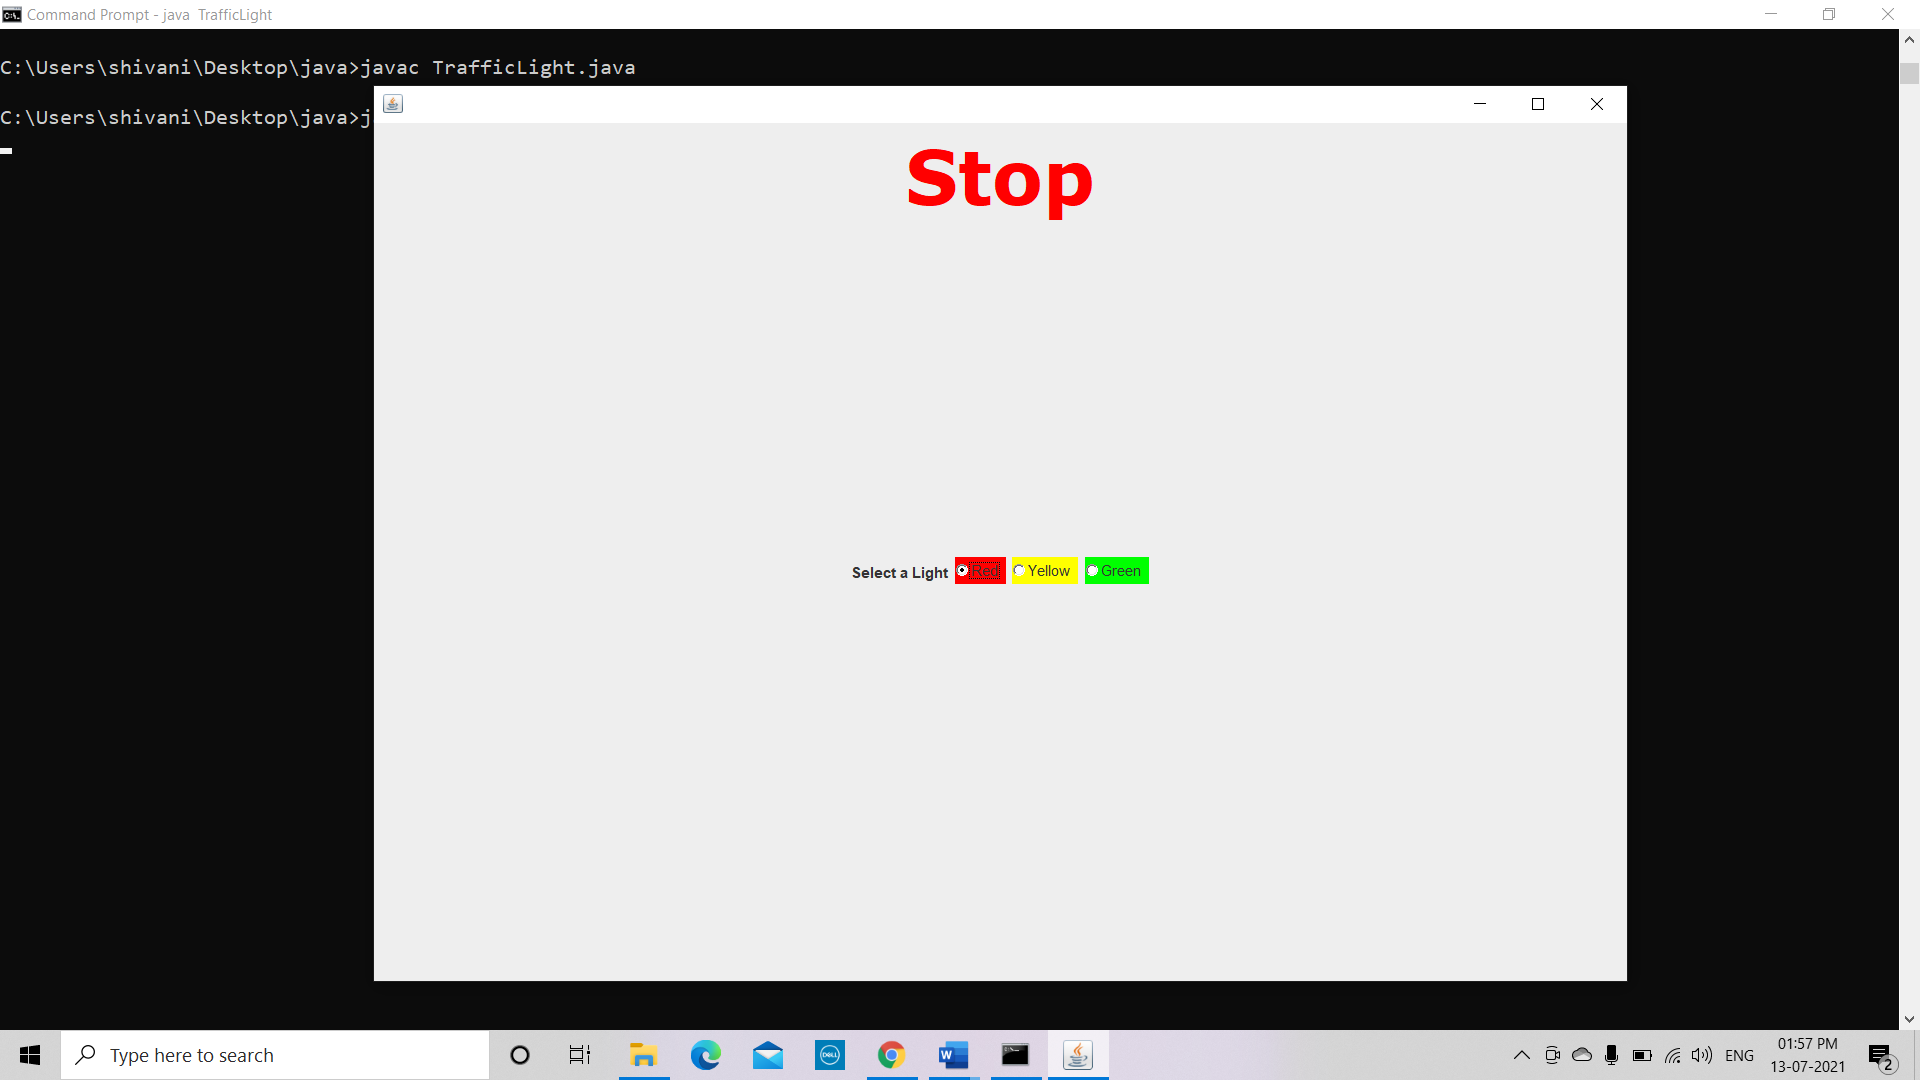 Command Prompt - java  TrafficLight
C:\Users\shivani\Desktop\java>javac TrafficLight.java
C:\Users\shivani\Desktop\java>j
Stop
Select a Light Red Yellow Green
Type here to search
DELL
W
ENG
01:57 PM
13-07-2021
2